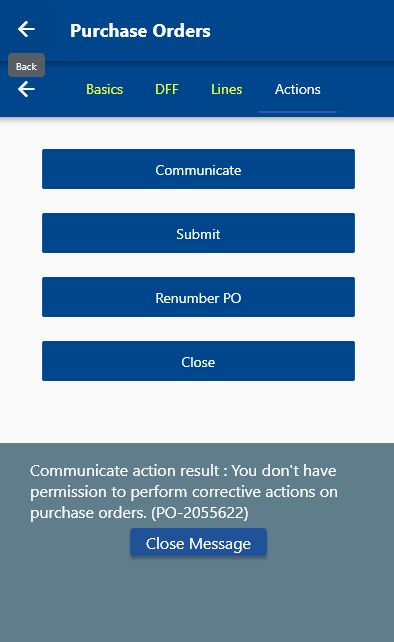 Purchase Orders
Back
Basics DFF Lines Actions
Communicate
Submit
Renumber PO
Close
Communicate action result : You don't have
permission to perform corrective actions on
purchase orders. (PO-2055622)
Close Message